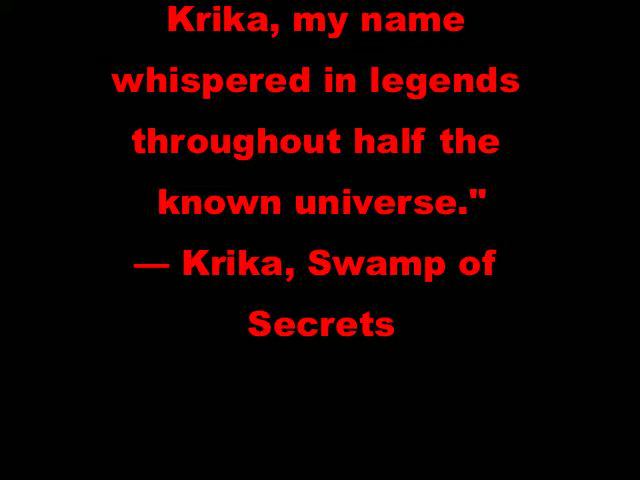 Krika, my name
whispered in legends
throughout half the
known universe."
— Krika, Swamp of
Secrets